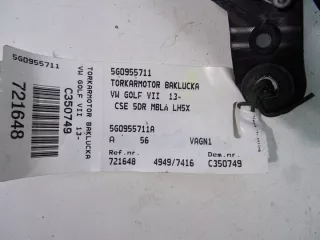 5G0955711
TORKARMOTOR BAKLUCKA
VW GOLF VII 13-
C350749
721648
5G0955711
TORKARMOTOR BAKLUCKA
VW GOLF VII 13-
CSE 5DR MBLA LH5X
5G0955711A
A 56 VAGN1
Ref.nr. Dem.nr.
721648 4949/7416 C350749